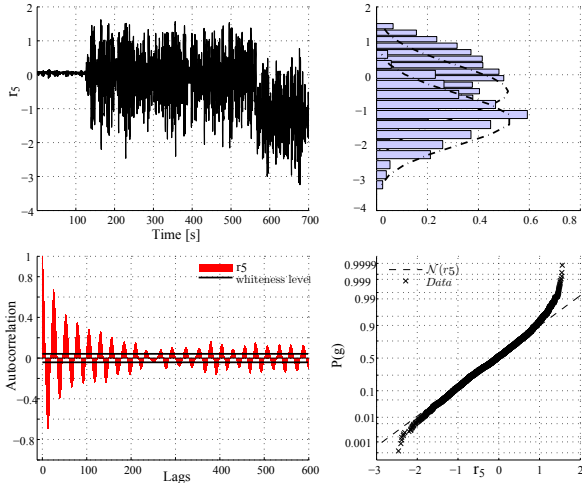 2
1
0
−1
−2
−3
−4
r5
0 100 200 300 400 500 600 700
Time [s]
2
1
0
−1
−2
−3
−4
0 0.2 0.4 0.6 0.8
1
0.6
0.2
0
−0.4
−0.8
Autocorrelation
r5
whiteness level
0 100 200 300 400 500 600
Lags
0.9999
0.999
0.99
0.9
0.5
0.1
0.01
0.001
P(g)
N(r5)
Data
−3 −2 −1 0 1 2
r5